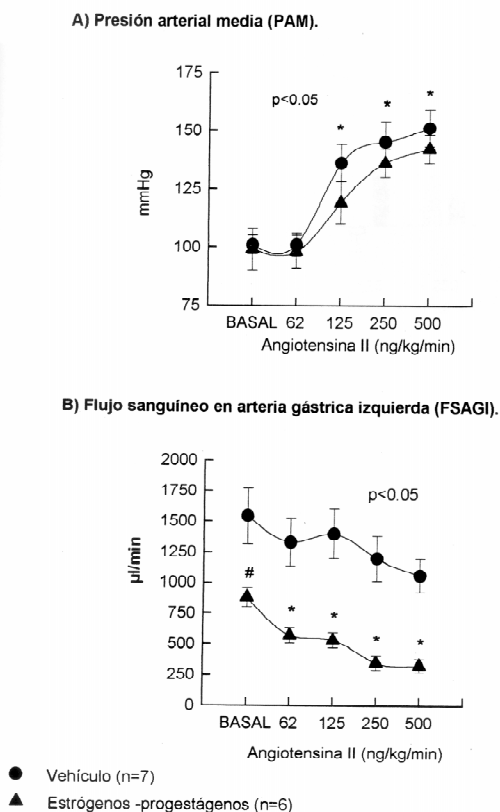 A) Presión arterial media (PAM).
175
150
125
100
75
mmHg
p<0.05
*
*
*
BASAL 62 125 250 500
Angiotensina II (ng/kg/min)
B) Flujo sanguíneo en arteria gástrica izquierda (FSAGI).
2000
1750
1500
1250
1000
750
500
250
0
µl/min
p<0.05
#
*
*
*
*
BASAL 62 125 250 500
Angiotensina II (ng/kg/min)
Vehículo (n=7)
Estrógenos -progestágenos (n=6)